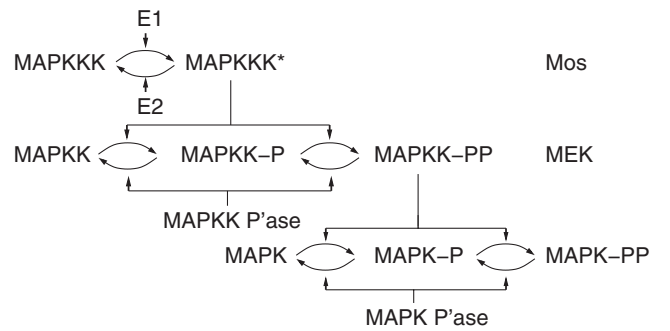 E1
MAPKKK MAPKKK* Mos
E2
MAPKK MAPKK–P MAPKK–PP MEK
MAPKK P'ase
MAPK MAPK–P MAPK–PP
MAPK P'ase